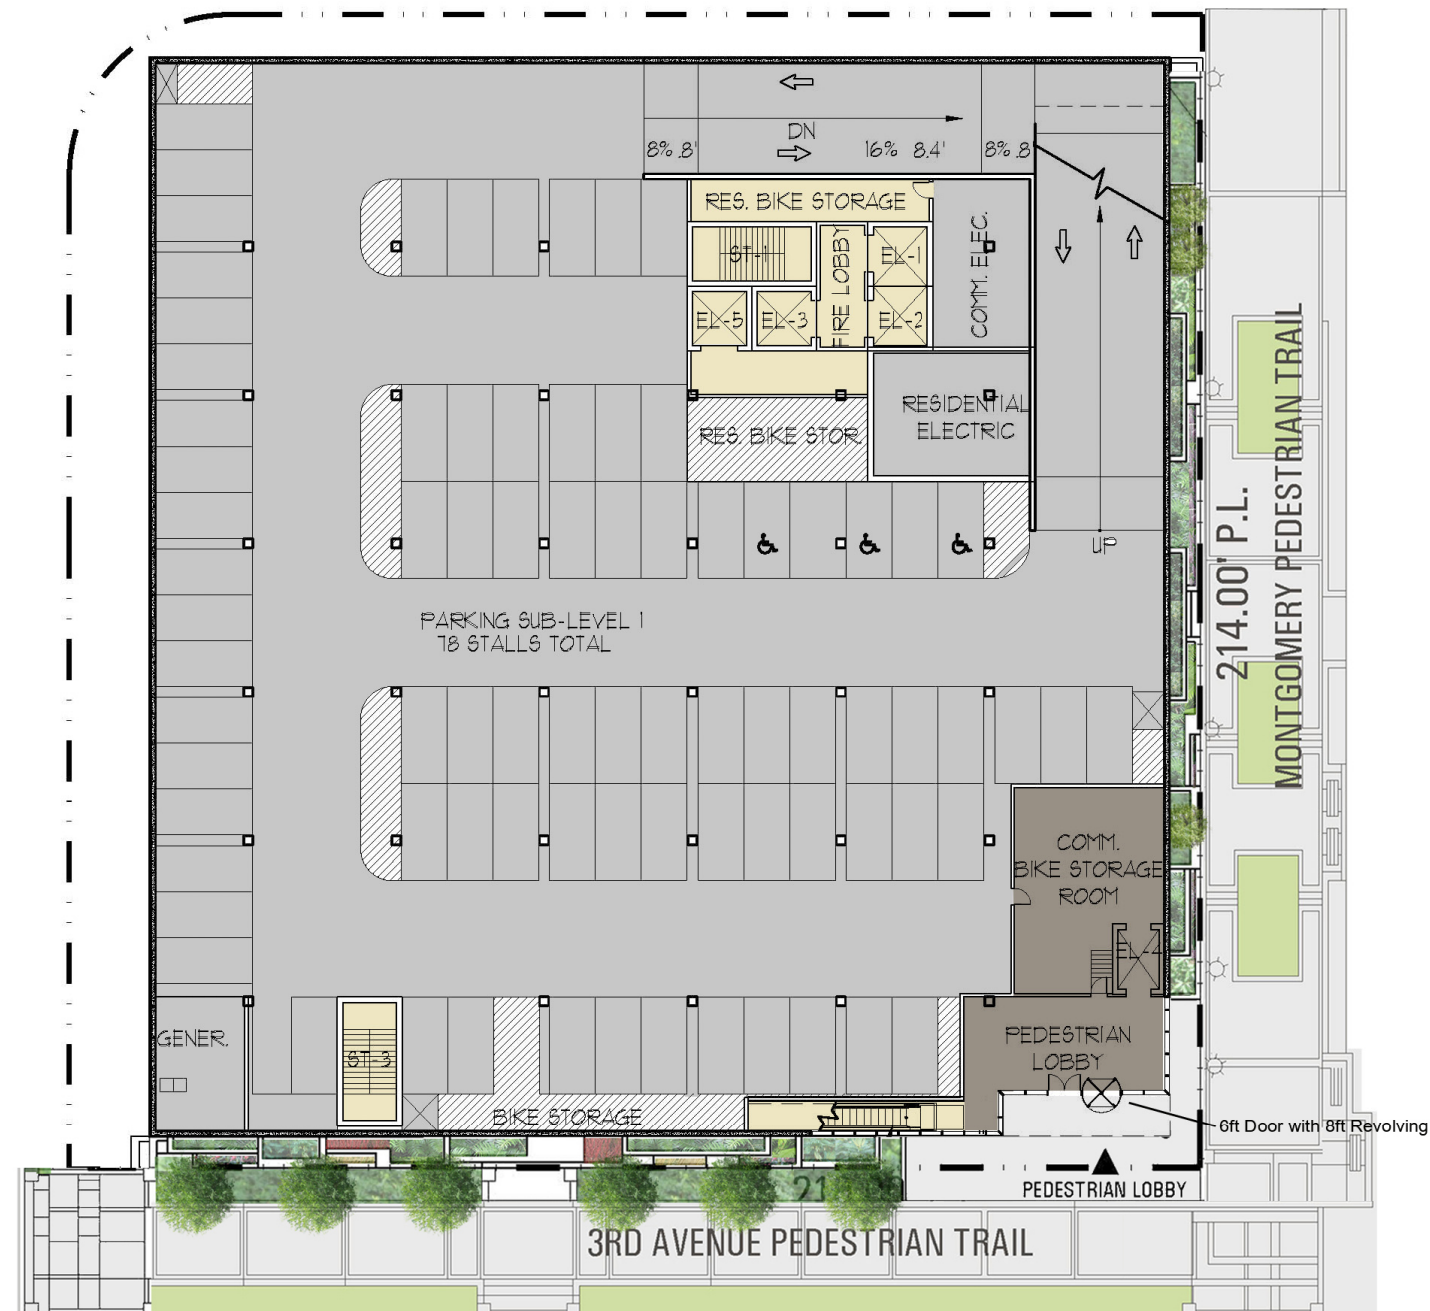 DN
8% .8'
16% 8.4'
8% .8'
RES. BIKE STORAGE
ST-1
FIRE LOBBY
EL-1
COMM. ELEC.
EL-5
EL-3
EL-2
RESIDENTIAL
ELECTRIC
RES. BIKE STOR.
UP
PARKING SUB-LEVEL 1
78 STALLS TOTAL
214.00' P.L.
MONTGOMERY PEDESTRIAN TRAIL
COMM.
BIKE STORAGE
ROOM
EL-4
GENER.
ST-3
PEDESTRIAN
LOBBY
BIKE STORAGE
6ft Door with 8ft Revolving
PEDESTRIAN LOBBY
3RD AVENUE PEDESTRIAN TRAIL